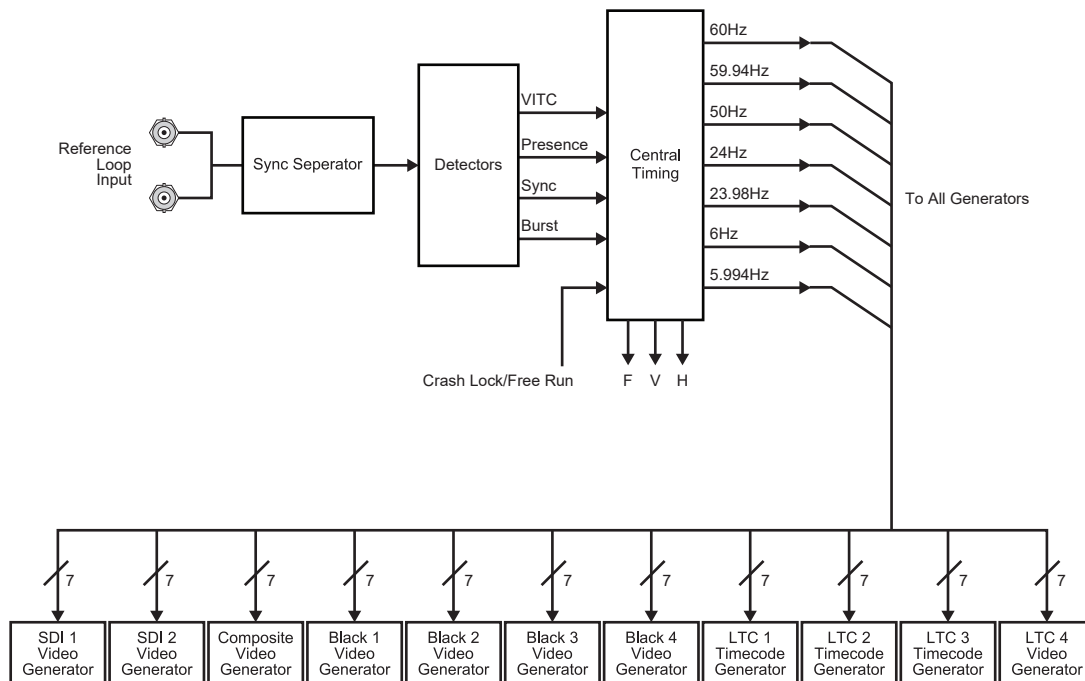 Reference
Loop
Input
Sync Seperator
Detectors
VITC
Presence
Sync
Burst
Central
Timing
60Hz
59.94Hz
50Hz
24Hz
23.98Hz
6Hz
5.994Hz
To All Generators
Crash Lock/Free Run
F V H
7 7 7 7 7 7 7 7 7 7 7
SDI 1
Video
Generator
SDI 2
Video
Generator
Composite
Video
Generator
Black 1
Video
Generator
Black 2
Video
Generator
Black 3
Video
Generator
Black 4
Video
Generator
LTC 1
Timecode
Generator
LTC 2
Timecode
Generator
LTC 3
Timecode
Generator
LTC 4
Video
Generator